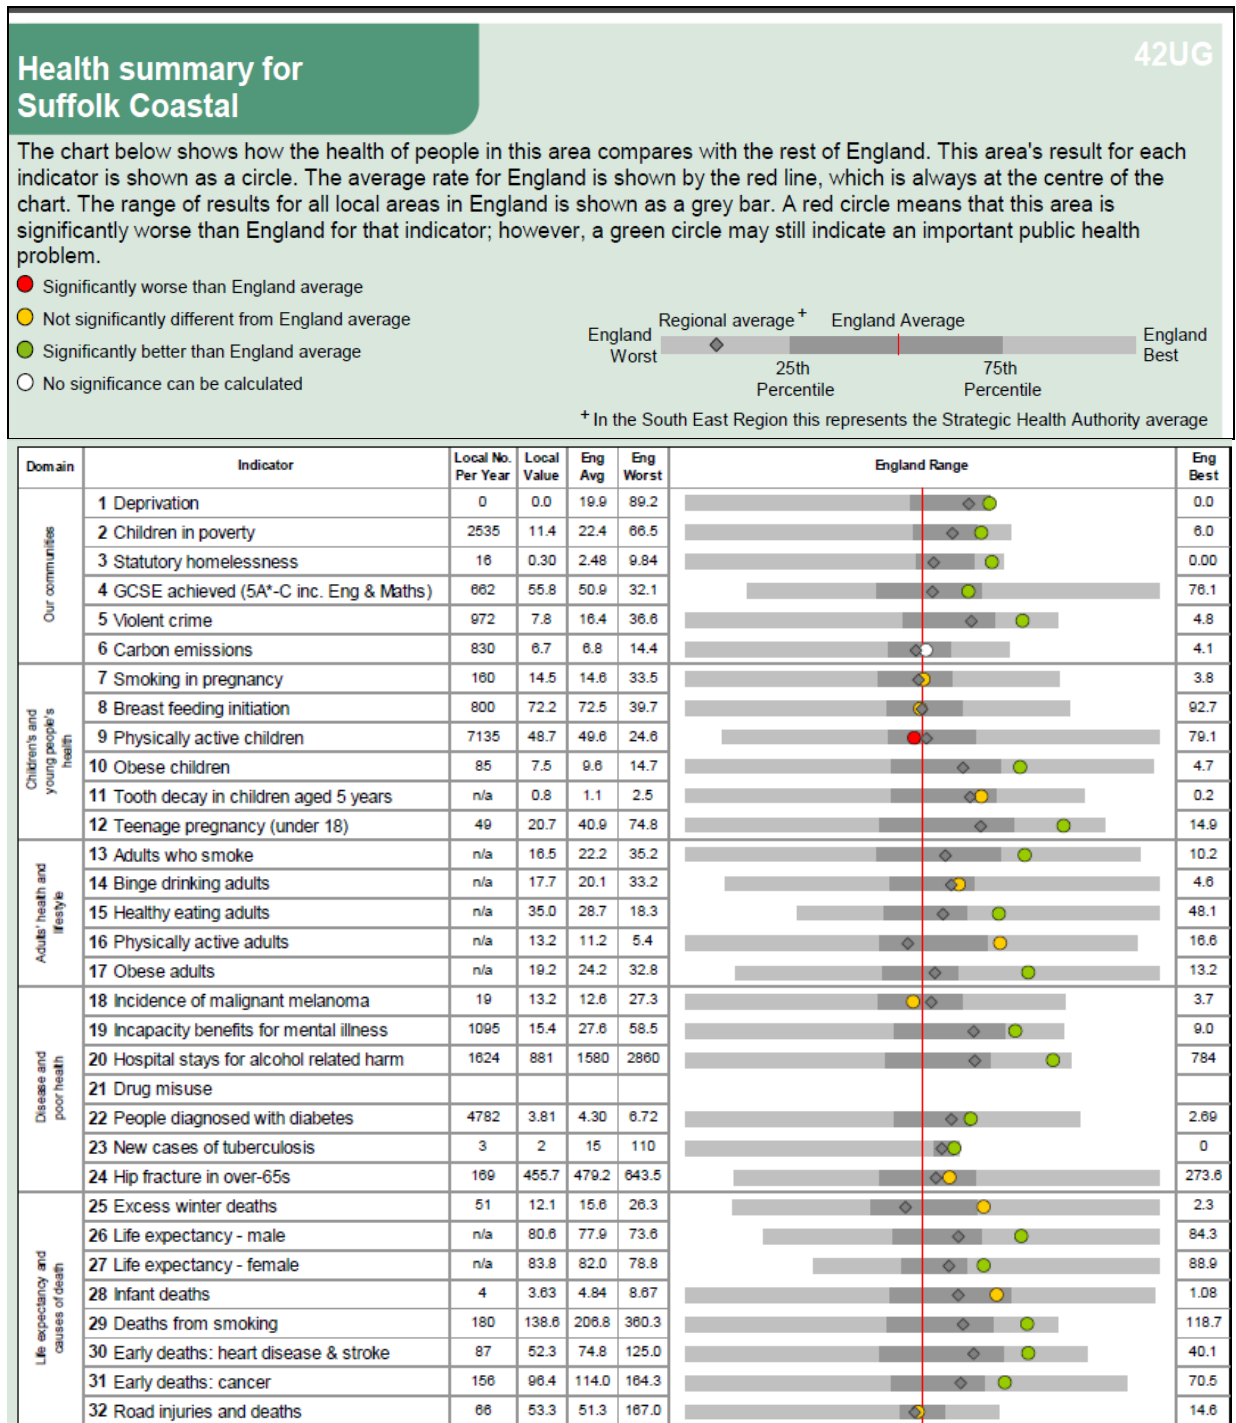 Health summary for
Suffolk Coastal
42UG
The chart below shows how the health of people in this area compares with the rest of England. This area's result for each
indicator is shown as a circle. The average rate for England is shown by the red line, which is always at the centre of the
chart. The range of results for all local areas in England is shown as a grey bar. A red circle means that this area is
significantly worse than England for that indicator; however, a green circle may still indicate an important public health
problem.
Significantly worse than England average
Not significantly different from England average
Significantly better than England average
No significance can be calculated
Regional average + England Average
England Worst
England Best
25th Percentile
75th Percentile
+ In the South East Region this represents the Strategic Health Authority average
Domain Indicator Local No. Per Year Local Value Eng Avg Eng Worst England Range Eng Best
Our communities
1 Deprivation 0 0.0 19.9 89.2 0.0
2 Children in poverty 2535 11.4 22.4 66.5 6.0
3 Statutory homelessness 16 0.30 2.48 9.84 0.00
4 GCSE achieved (5A*-C inc. Eng & Maths) 662 55.8 50.9 32.1 76.1
5 Violent crime 972 7.8 16.4 36.6 4.8
6 Carbon emissions 830 6.7 6.8 14.4 4.1
Children's and young people's health
7 Smoking in pregnancy 160 14.5 14.6 33.5 3.8
8 Breast feeding initiation 800 72.2 72.5 39.7 92.7
9 Physically active children 7135 48.7 49.6 24.6 79.1
10 Obese children 85 7.5 9.6 14.7 4.7
11 Tooth decay in children aged 5 years n/a 0.8 1.1 2.5 0.2
12 Teenage pregnancy (under 18) 49 20.7 40.9 74.8 14.9
Adults' health and lifestyle
13 Adults who smoke n/a 16.5 22.2 35.2 10.2
14 Binge drinking adults n/a 17.7 20.1 33.2 4.6
15 Healthy eating adults n/a 35.0 28.7 18.3 48.1
16 Physically active adults n/a 13.2 11.2 5.4 16.6
17 Obese adults n/a 19.2 24.2 32.8 13.2
Disease and poor health
18 Incidence of malignant melanoma 19 13.2 12.6 27.3 3.7
19 Incapacity benefits for mental illness 1095 15.4 27.6 58.5 9.0
20 Hospital stays for alcohol related harm 1624 881 1580 2860 784
21 Drug misuse
22 People diagnosed with diabetes 4782 3.81 4.30 6.72 2.69
23 New cases of tuberculosis 3 2 15 110 0
24 Hip fracture in over-65s 169 455.7 479.2 643.5 273.6
Life expectancy and causes of death
25 Excess winter deaths 51 12.1 15.6 26.3 2.3
26 Life expectancy - male n/a 80.6 77.9 73.6 84.3
27 Life expectancy - female n/a 83.8 82.0 78.8 88.9
28 Infant deaths 4 3.63 4.84 8.67 1.08
29 Deaths from smoking 180 138.6 206.8 360.3 118.7
30 Early deaths: heart disease & stroke 87 52.3 74.8 125.0 40.1
31 Early deaths: cancer 156 96.4 114.0 164.3 70.5
32 Road injuries and deaths 66 53.3 51.3 167.0 14.6